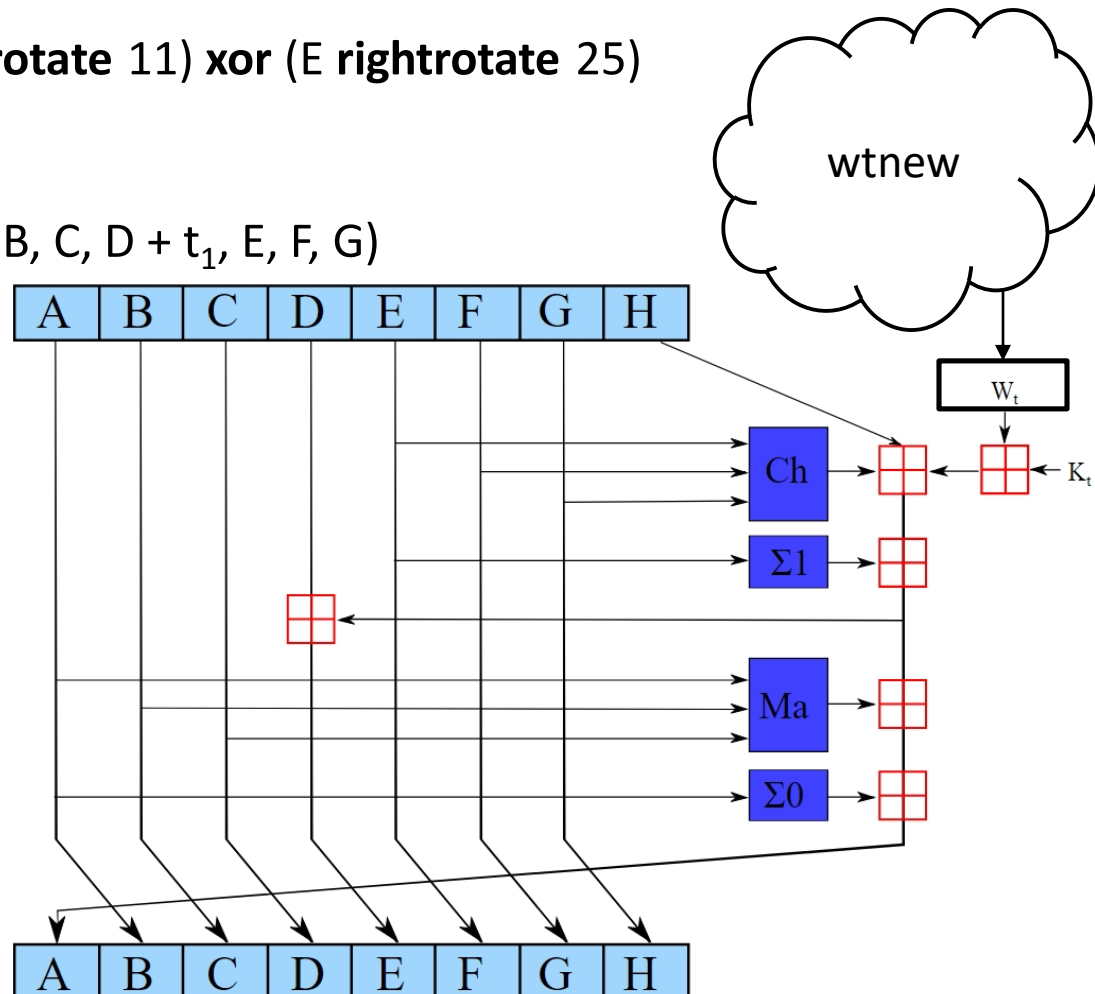 rotate 11) xor (E rightrotate 25)
wtnew
B, C, D + t₁, E, F, G)
A B C D E F G H
Wₜ
Ch
Kₜ
Σ1
Ma
Σ0
A B C D E F G H